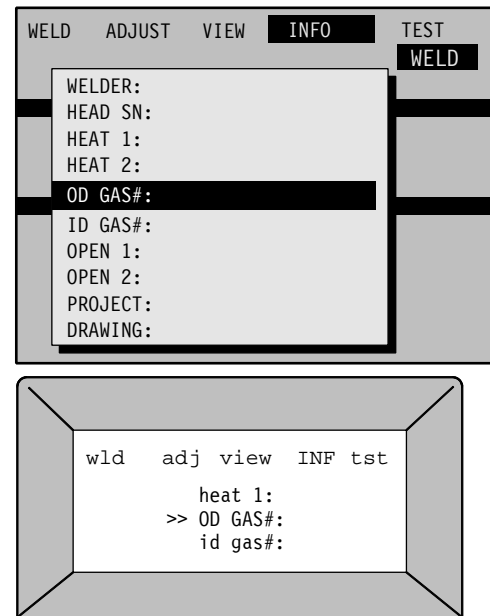 WELD ADJUST VIEW INFO TEST
WELD
WELDER:
HEAD SN:
HEAT 1:
HEAT 2:
OD GAS#:
ID GAS#:
OPEN 1:
OPEN 2:
PROJECT:
DRAWING:
wld adj view INF tst
heat 1:
>> OD GAS#:
id gas#: